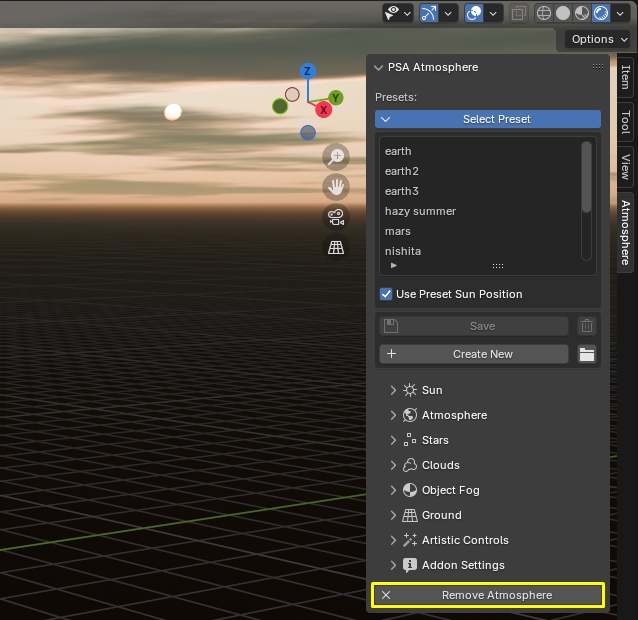 Options
PSA Atmosphere
Presets:
Select Preset
earth
earth2
earth3
hazy summer
mars
nishita
Use Preset Sun Position
Save
Create New
Sun
Atmosphere
Stars
Clouds
Object Fog
Ground
Artistic Controls
Addon Settings
Remove Atmosphere
Item
Tool
View
Atmosphere
Z
Y
X